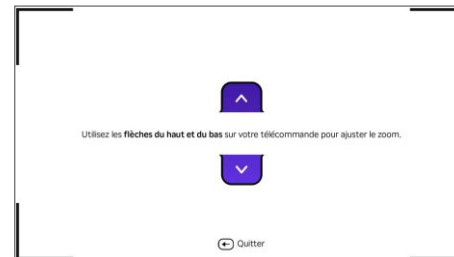 Utilisez les flèches du haut et du bas sur votre télécommande pour ajuster le zoom.
Quitter